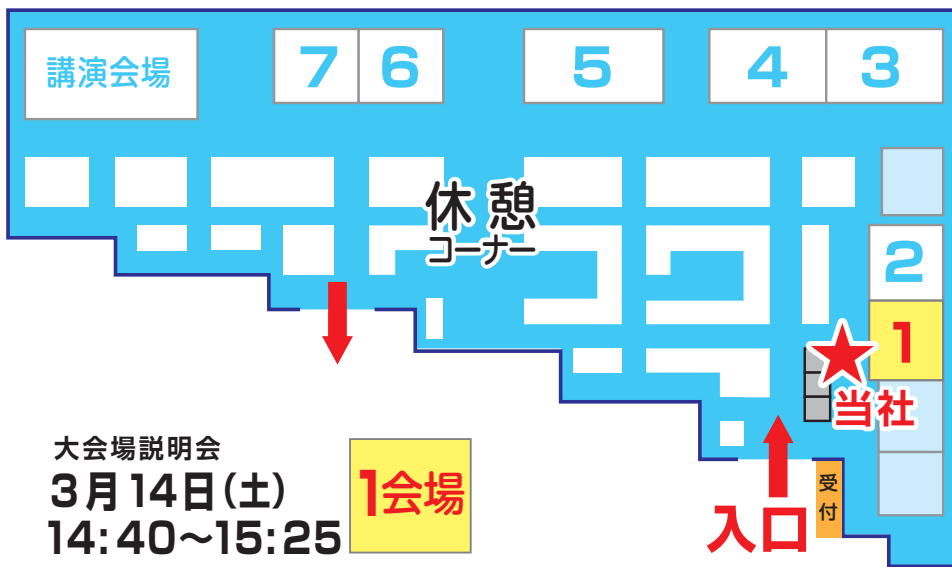 講演会場
7
6
5
4
3
休憩
コーナー
2
1
当社
入口
受付
大会場説明会
3月14日(土)
14:40〜15:25
1会場